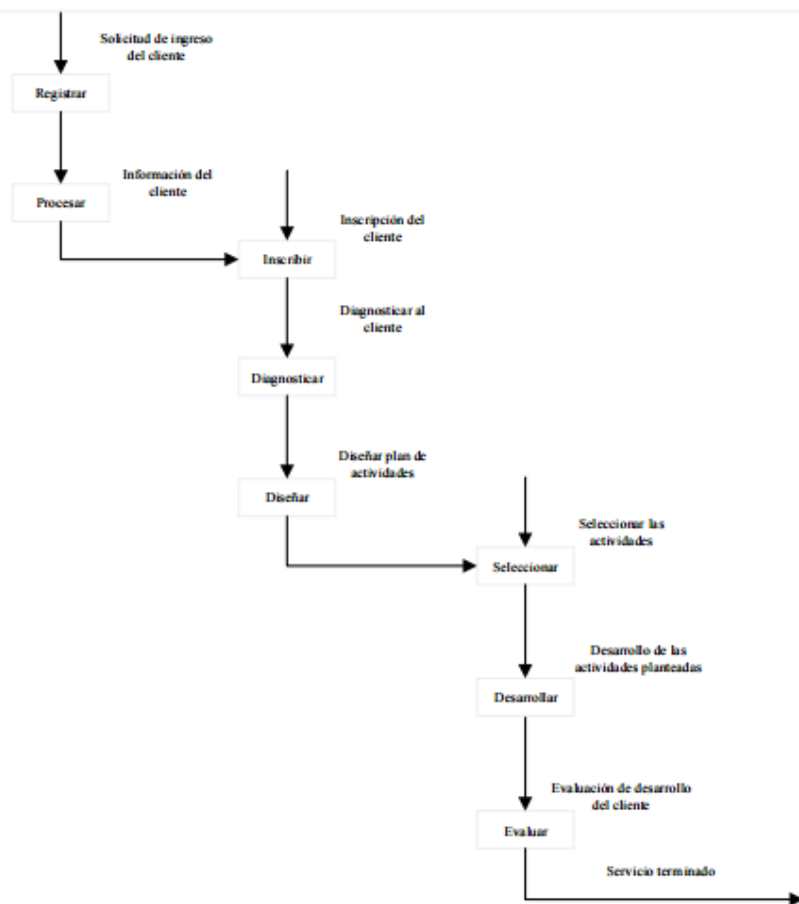 Solicitud de ingreso
del cliente
Registrar
Información del
cliente
Procesar
Inscripción del
cliente
Inscribir
Diagnosticar al
cliente
Diagnosticar
Diseñar plan de
actividades
Diseñar
Seleccionar las
actividades
Seleccionar
Desarrollo de las
actividades planteadas
Desarrollar
Evaluación de desarrollo
del cliente
Evaluar
Servicio terminado